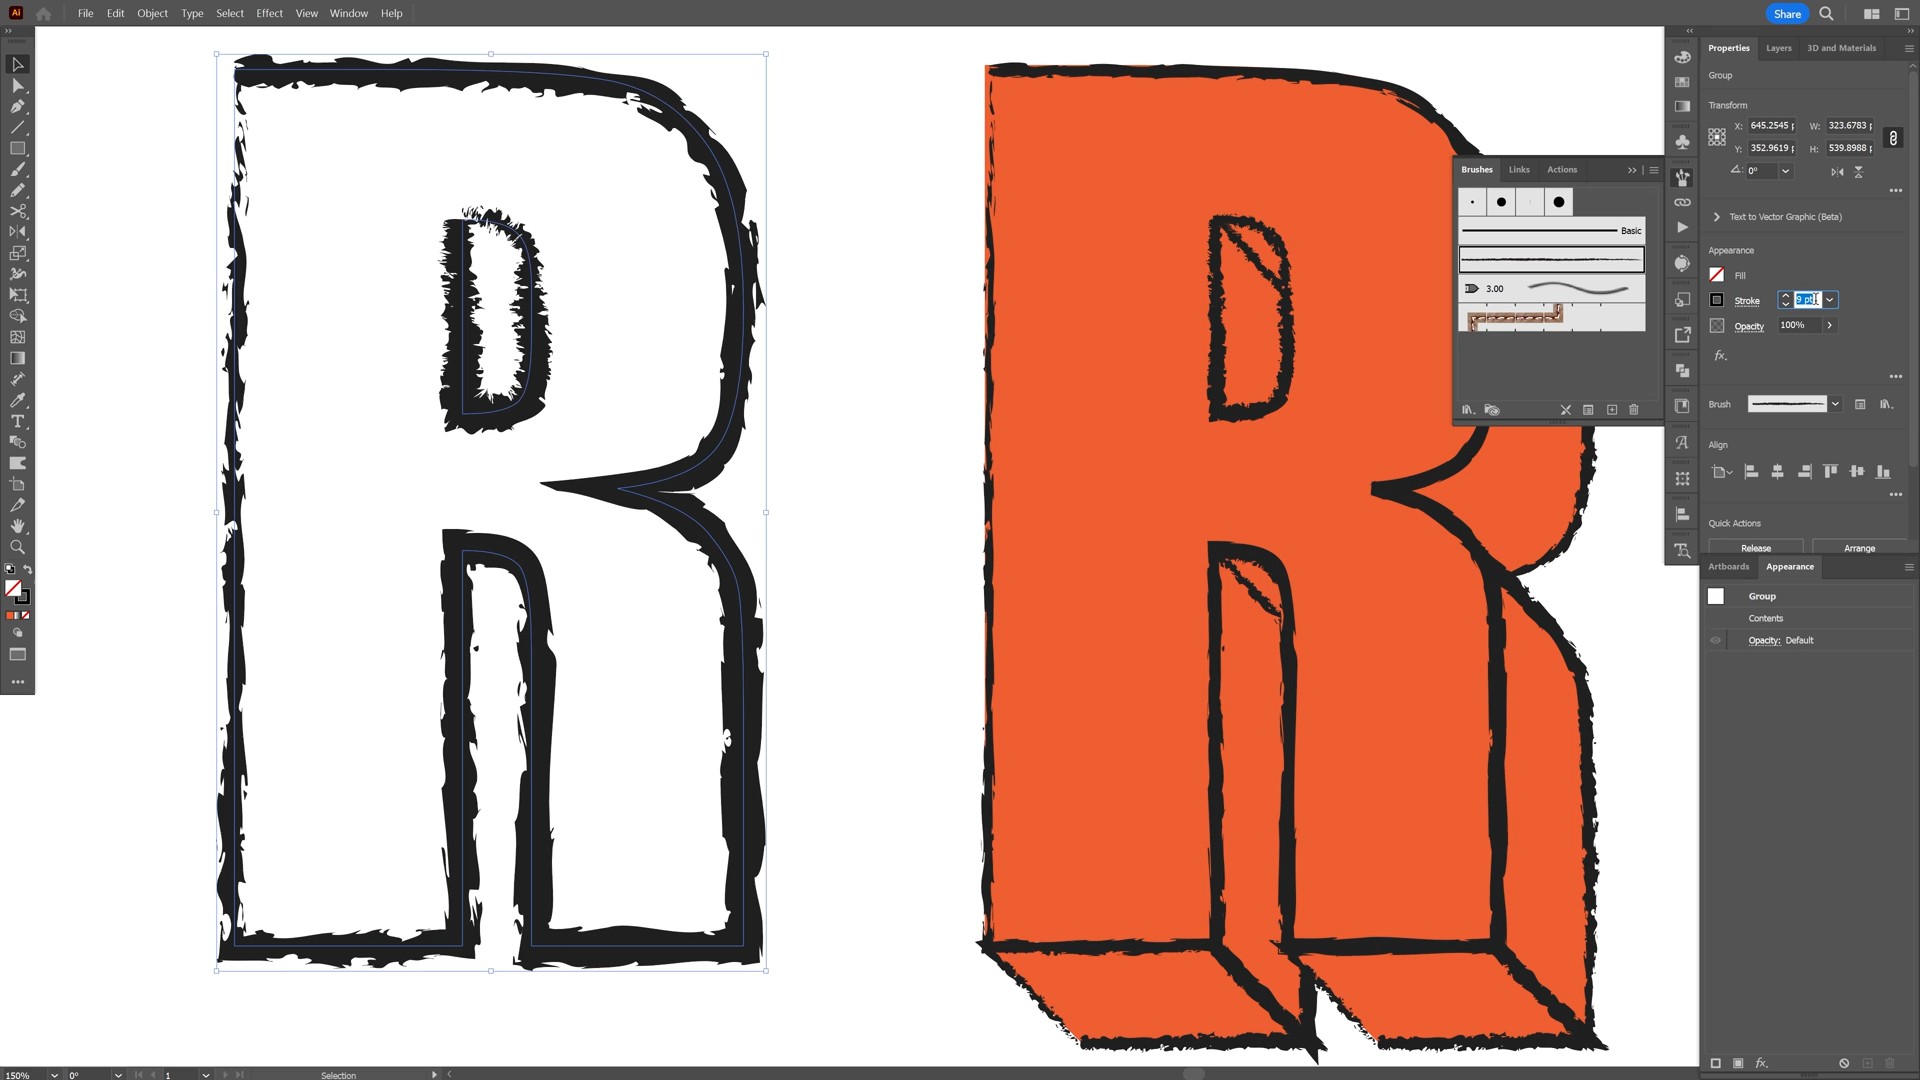 Ai File Edit Object Type Select Effect View Window Help Share
Properties Layers 3D and Materials
Group
Transform
X: 645.2545 W: 323.6783
Y: 352.9619 H: 539.8988
0°
Text to Vector Graphic (Beta)
Appearance
Fill
Stroke 9 pt
Opacity 100%
fx.
Brush
Align
Quick Actions
Release Arrange
Brushes Links Actions
Basic
3.00
Artboards Appearance
Group
Contents
Opacity: Default
fx.
R
R
150% 0° 1 Selection